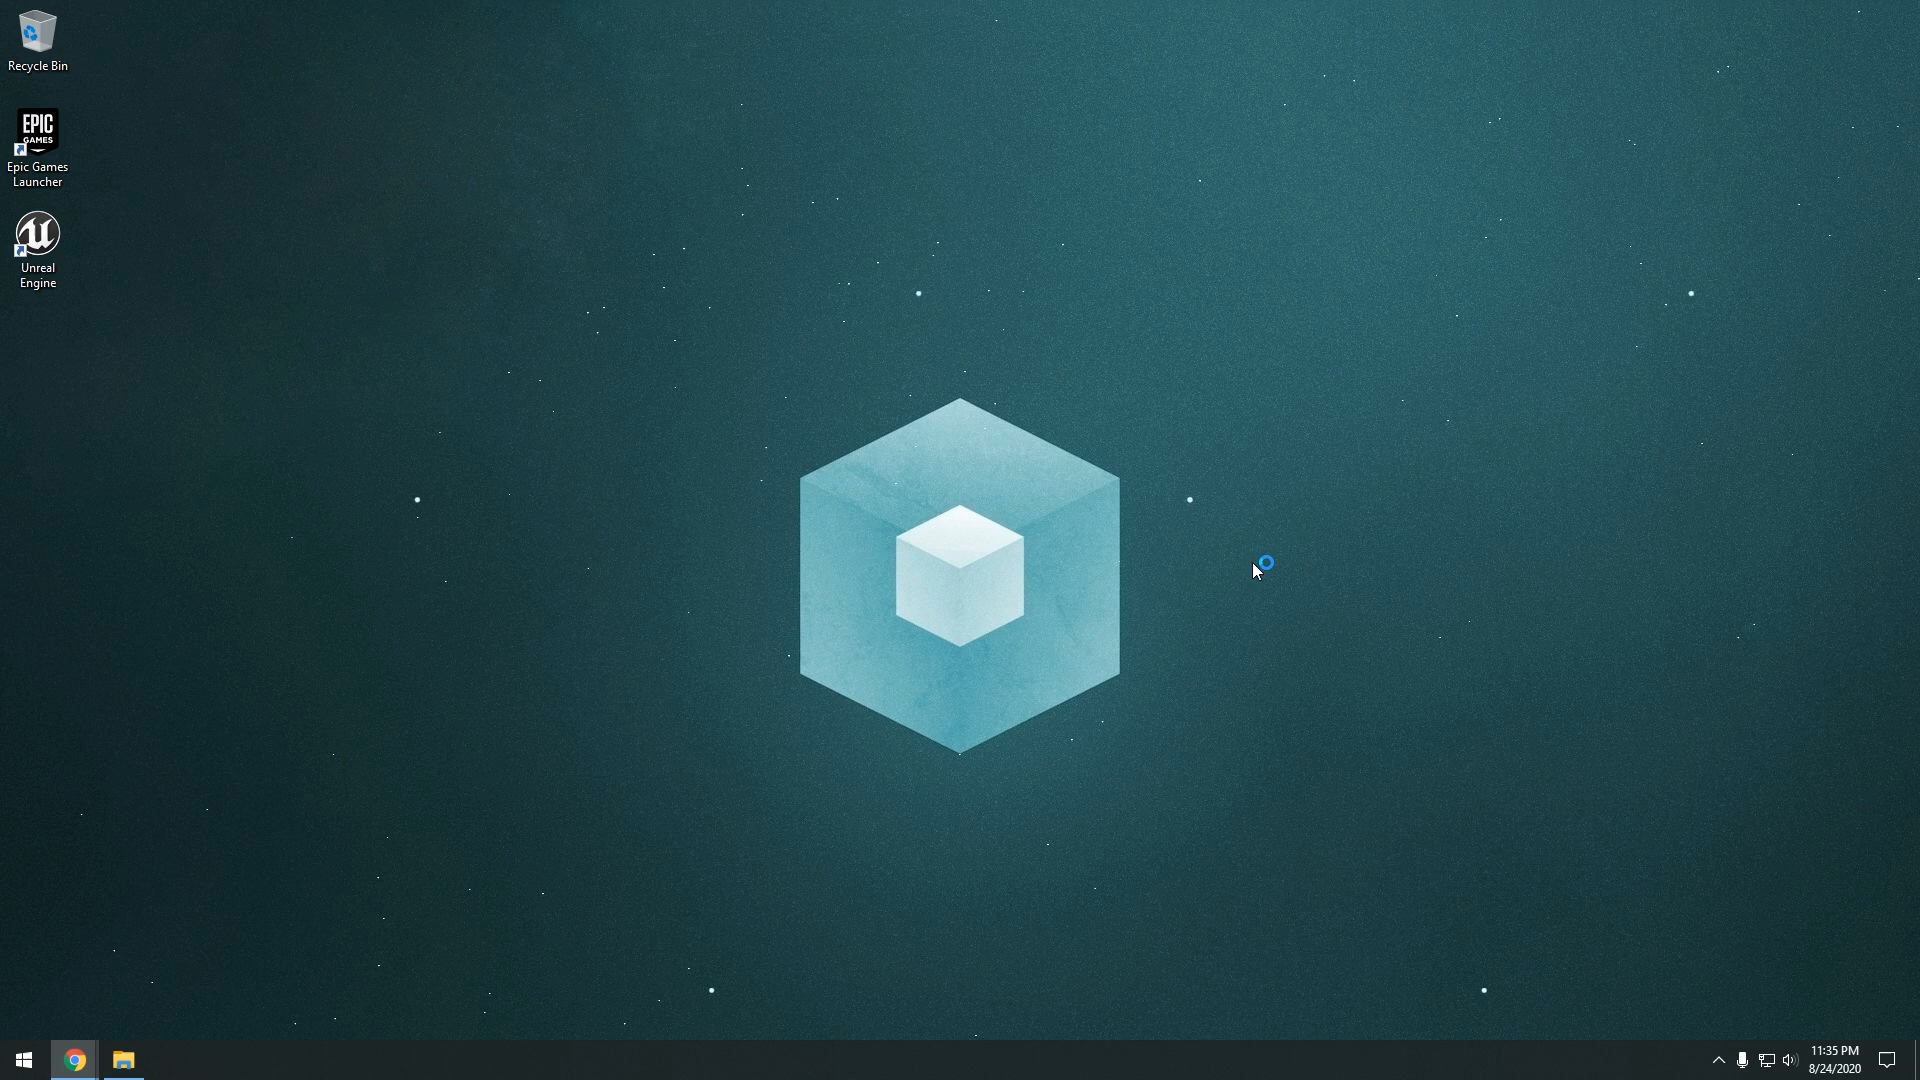 Recycle Bin
EPIC
GAMES
Epic Games
Launcher
Unreal
Engine
11:35 PM
8/24/2020